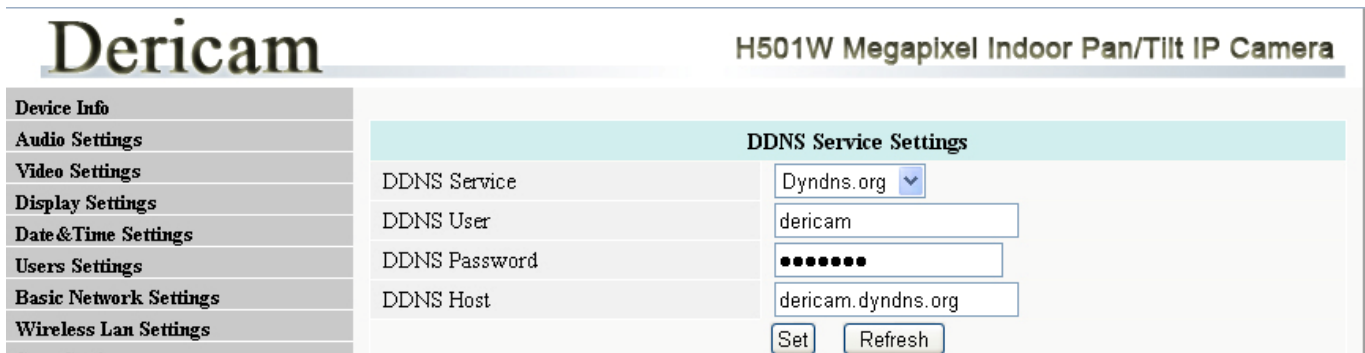 Dericam
H501W Megapixel Indoor Pan/Tilt IP Camera
Device Info
Audio Settings
Video Settings
Display Settings
Date&Time Settings
Users Settings
Basic Network Settings
Wireless Lan Settings
DDNS Service Settings
DDNS Service Dyndns.org
DDNS User dericam
DDNS Password •••••••
DDNS Host dericam.dyndns.org
Set Refresh